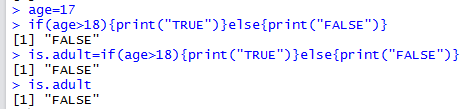 > age=17
> if(age>18){print("TRUE")}else{print("FALSE")}
[1] "FALSE"
> is.adult=if(age>18){print("TRUE")}else{print("FALSE")}
[1] "FALSE"
> is.adult
[1] "FALSE"